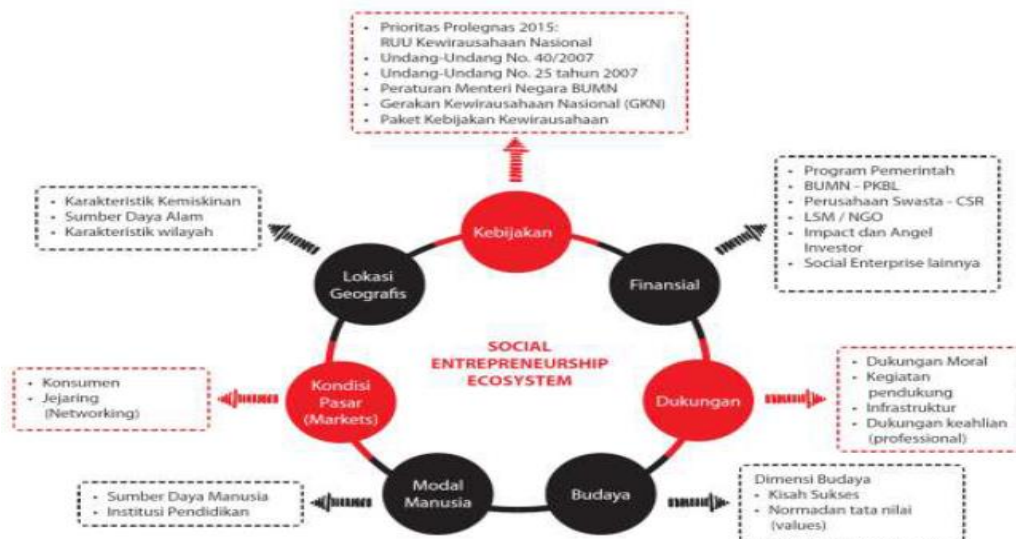 • Prioritas Prolegnas 2015:
RUU Kewirausahaan Nasional
• Undang-Undang No. 40/2007
• Undang-Undang No. 25 tahun 2007
• Peraturan Menteri Negara BUMN
• Gerakan Kewirausahaan Nasional (GKN)
• Paket Kebijakan Kewirausahaan
• Karakteristik Kemiskinan
• Sumber Daya Alam
• Karakteristik wilayah
• Program Pemerintah
• BUMN - PKBL
• Perusahaan Swasta - CSR
• LSM / NGO
• Impact dan Angel
Investor
• Social Enterprise lainnya
Kebijakan
Lokasi
Geografis
Finansial
SOCIAL
ENTREPRENEURSHIP
ECOSYSTEM
• Konsumen
• Jejaring
(Networking)
Kondisi
Pasar
(Markets)
Dukungan
• Dukungan Moral
• Kegiatan
pendukung
• Infrastruktur
• Dukungan keahlian
(professional)
• Sumber Daya Manusia
• Institusi Pendidikan
Modal
Manusia
Budaya
Dimensi Budaya
• Kisah Sukses
• Normadan tata nilai
(values)